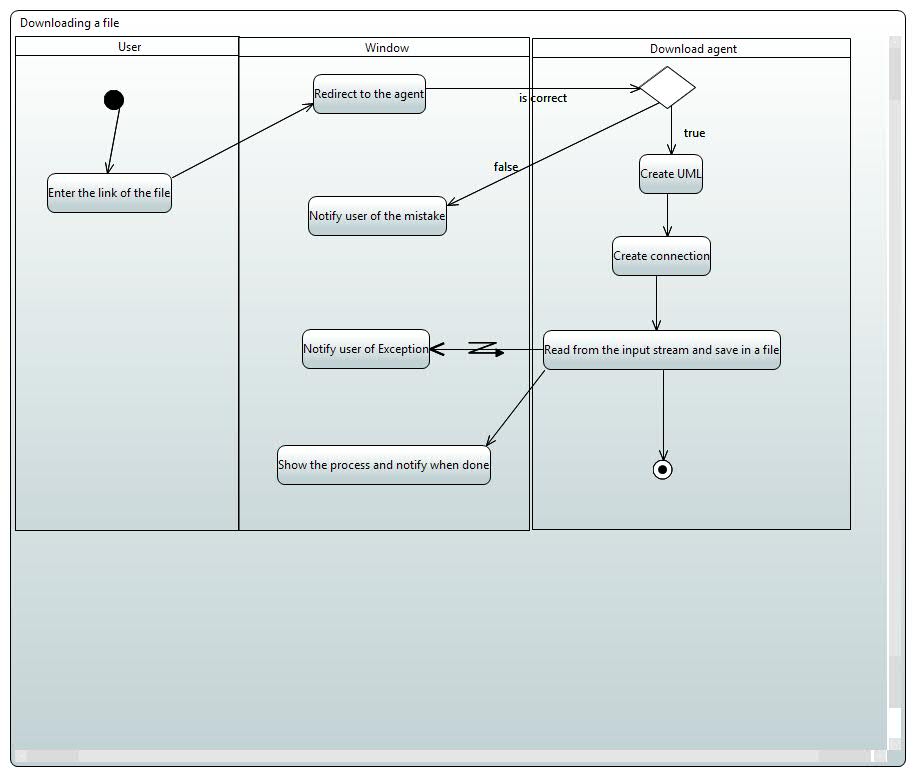 Downloading a file
User
Window
Download agent
Redirect to the agent
is correct
true
false
Create UML
Enter the link of the file
Notify user of the mistake
Create connection
Notify user of Exception
Read from the input stream and save in a file
Show the process and notify when done